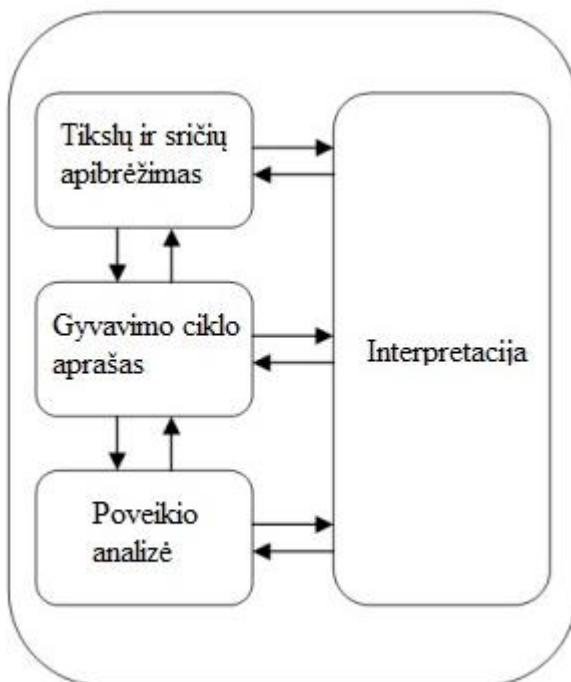 Tikslų ir sričių
apibrėžimas
Gyvavimo ciklo
aprašas
Interpretacija
Poveikio
analizė